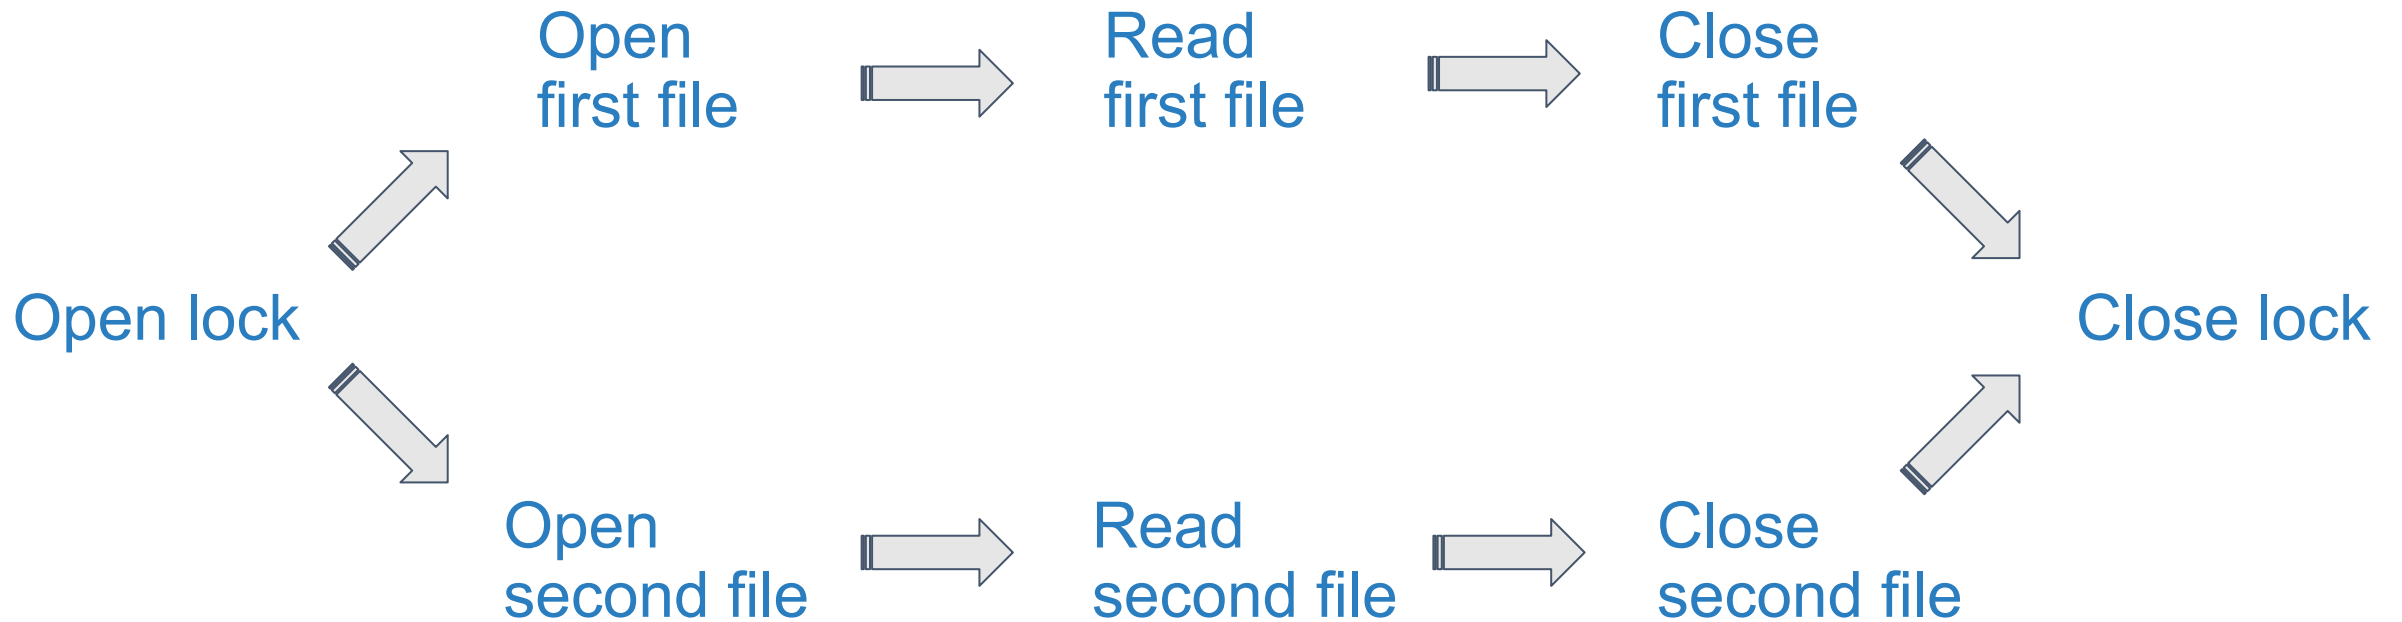 Open
first file
Read
first file
Close
first file
Open lock
Close lock
Open
second file
Read
second file
Close
second file